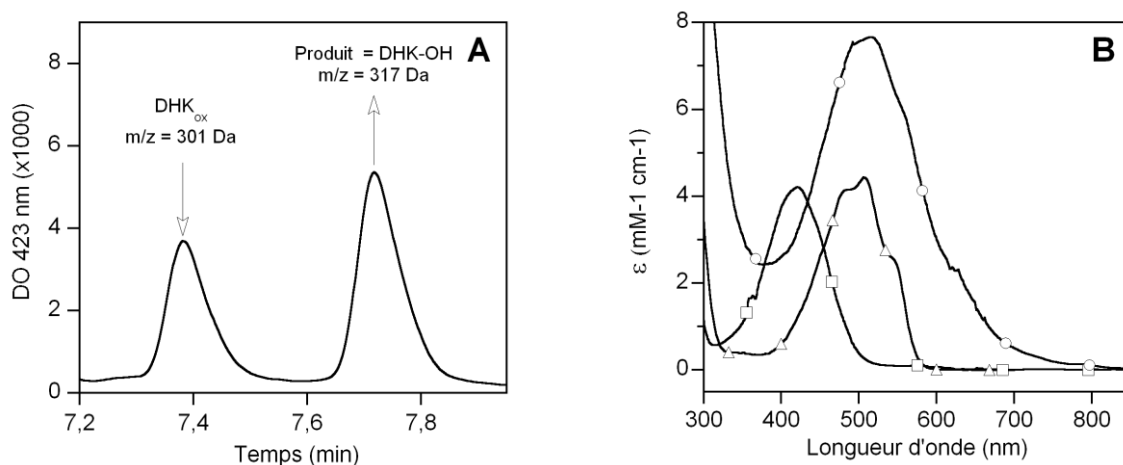 A
Produit = DHK-OH
m/z = 317 Da
DHKox
m/z = 301 Da
DO 423 nm (x1000)
8
6
4
2
0
7,2
7,4
7,6
7,8
Temps (min)
B
ε (mM-1 cm-1)
8
6
4
2
0
300
400
500
600
700
800
Longueur d'onde (nm)